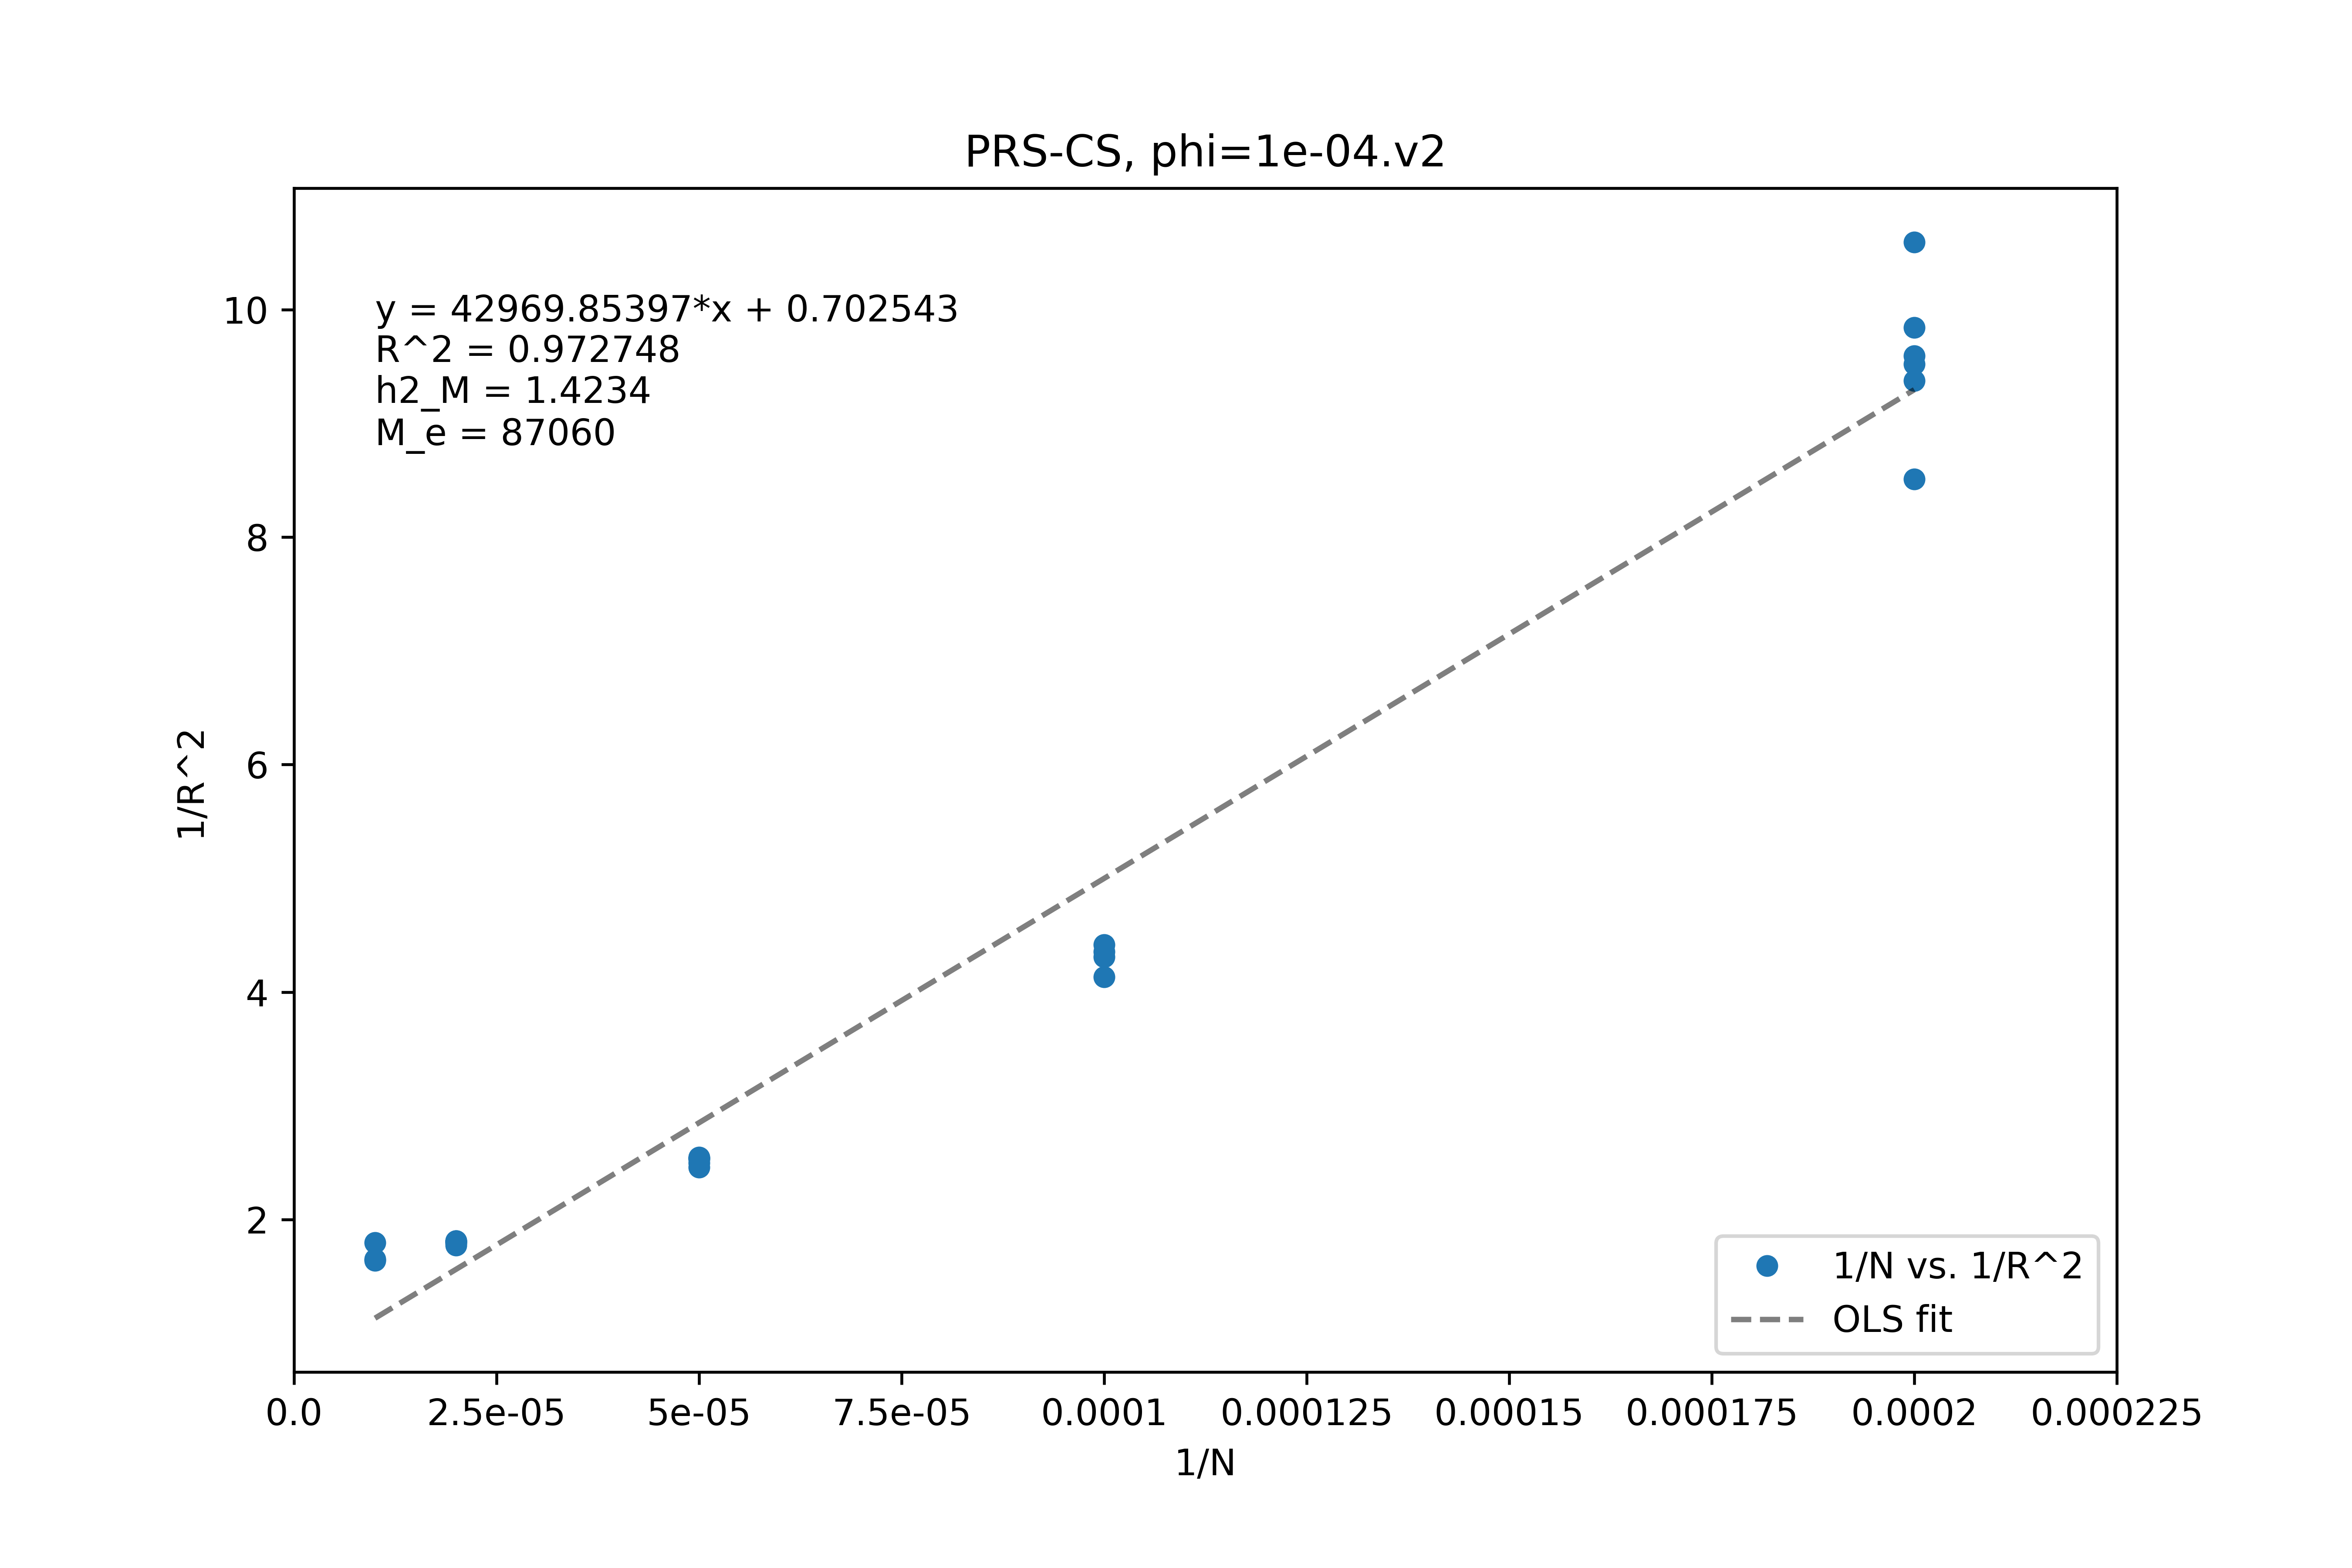 PRS-CS, phi=1e-04.v2
y = 42969.85397*x + 0.702543
R^2 = 0.972748
h2_M = 1.4234
M_e = 87060
10
8
6
4
2
1/R^2
1/N vs. 1/R^2
OLS fit
0.0 2.5e-05 5e-05 7.5e-05 0.0001 0.000125 0.00015 0.000175 0.0002 0.000225
1/N